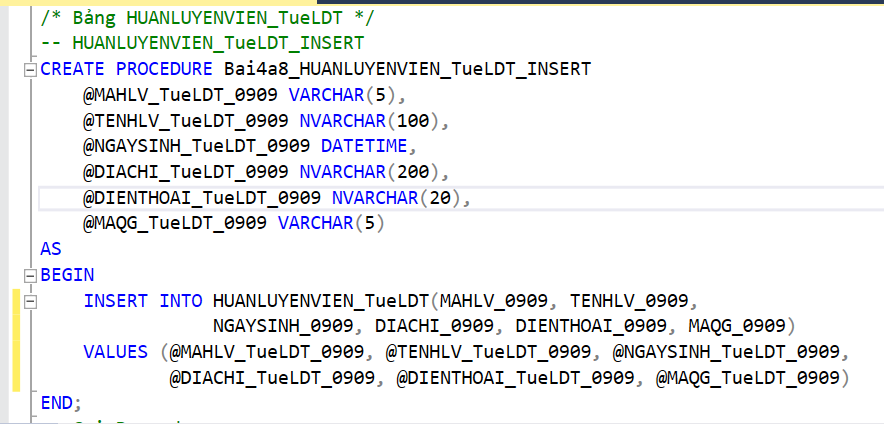 /* Bảng HUANLUYENVIEN_TueLDT */
-- HUANLUYENVIEN_TueLDT_INSERT
CREATE PROCEDURE Bai4a8_HUANLUYENVIEN_TueLDT_INSERT
    @MAHLV_TueLDT_0909 VARCHAR(5),
    @TENHLV_TueLDT_0909 NVARCHAR(100),
    @NGAYSINH_TueLDT_0909 DATETIME,
    @DIACHI_TueLDT_0909 NVARCHAR(200),
    @DIENTHOAI_TueLDT_0909 NVARCHAR(20),
    @MAQG_TueLDT_0909 VARCHAR(5)
AS
BEGIN
    INSERT INTO HUANLUYENVIEN_TueLDT(MAHLV_0909, TENHLV_0909,
                NGAYSINH_0909, DIACHI_0909, DIENTHOAI_0909, MAQG_0909)
    VALUES (@MAHLV_TueLDT_0909, @TENHLV_TueLDT_0909, @NGAYSINH_TueLDT_0909,
            @DIACHI_TueLDT_0909, @DIENTHOAI_TueLDT_0909, @MAQG_TueLDT_0909)
END;